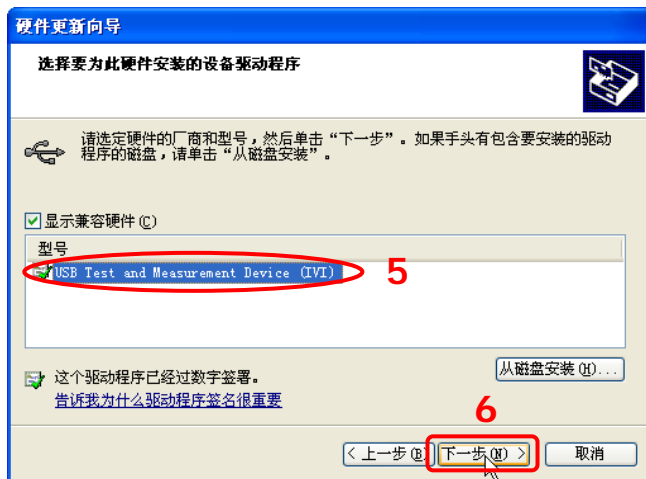 硬件更新向导
选择要为此硬件安装的设备驱动程序
请选定硬件的厂商和型号，然后单击“下一步”。如果手头有包含要安装的驱动
程序的磁盘，请单击“从磁盘安装”。
显示兼容硬件(C)
型号
USB Test and Measurement Device (IVI)
5
从磁盘安装(H)...
这个驱动程序已经过数字签署。
告诉我为什么驱动程序签名很重要
6
< 上一步(B)
下一步(N) >
取消